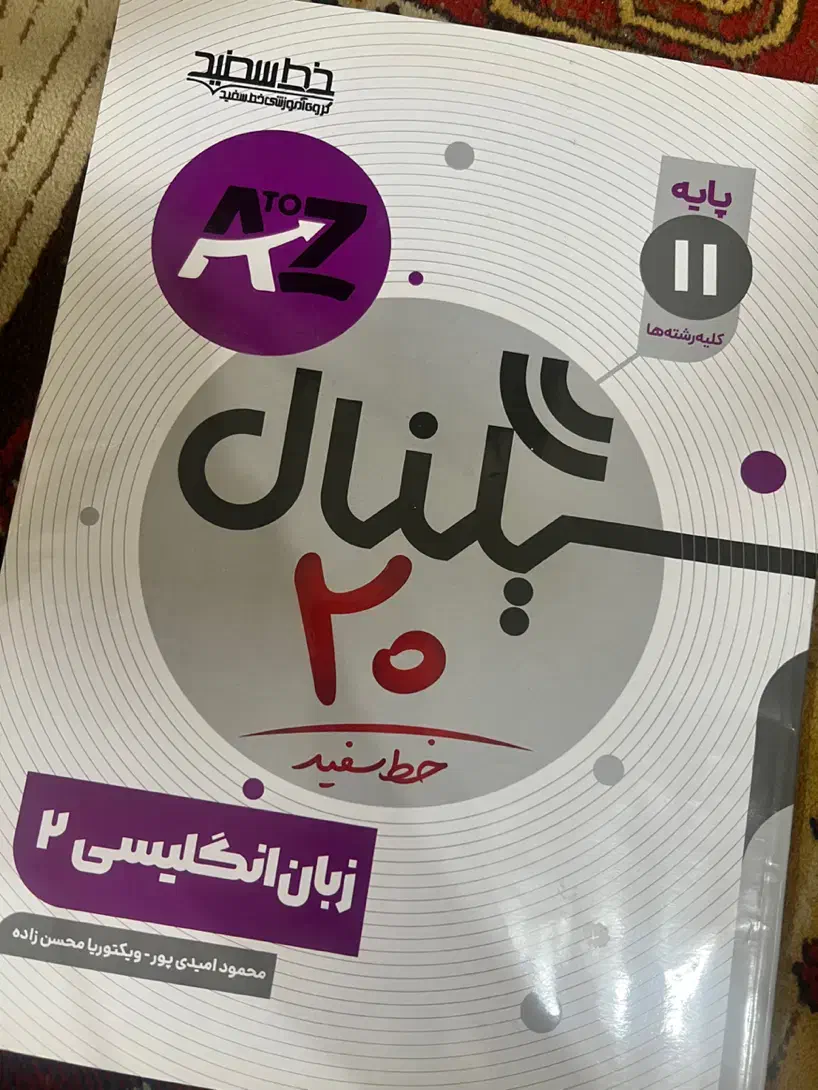 خط سفید
گروه آموزشی خط سفید
A TO Z
پایه
۱۱
کلیه رشته‌ها
سیگنال
۲۰
خط سفید
زبان انگلیسی ۲
محمود امیدی پور - ویکتوریا محسن زاده